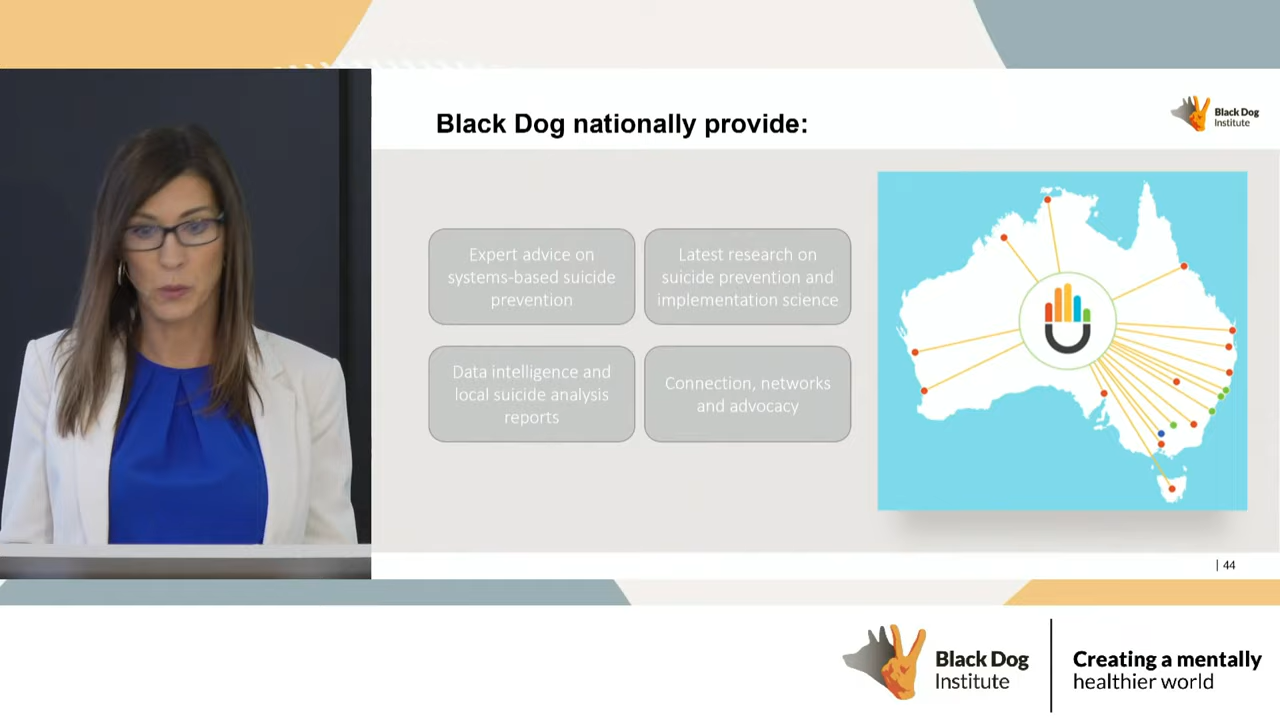 Black Dog nationally provide:
Black Dog
Institute
Expert advice on
systems-based suicide
prevention
Latest research on
suicide prevention and
implementation science
Data intelligence and
local suicide analysis
reports
Connection, networks
and advocacy
| 44
Black Dog
Institute
Creating a mentally
healthier world